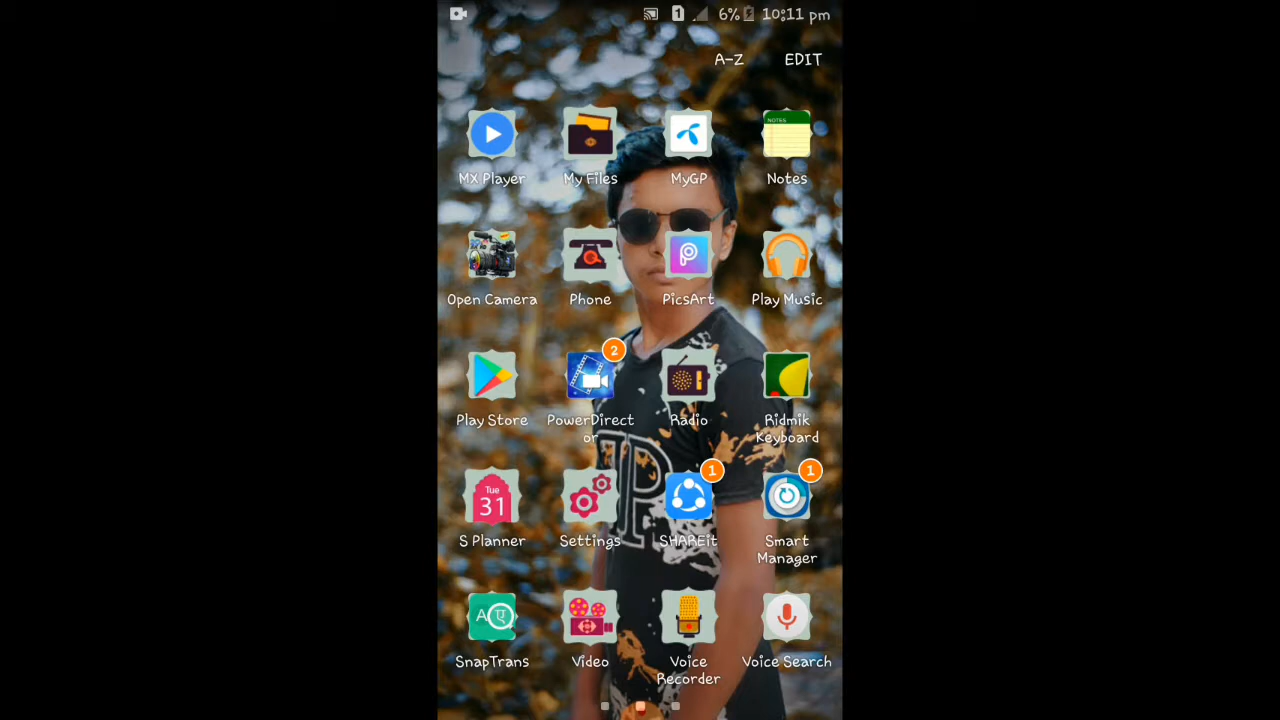 1 6% 10:11 pm
A-Z EDIT
MX Player My Files MyGP Notes
NOTES
Open Camera Phone PicsArt Play Music
2
Play Store PowerDirect
or Radio Ridmik
Keyboard
1 1
Tue
31
S Planner Settings SHAREit Smart
Manager
A ए
SnapTrans Video Voice
Recorder Voice Search
P